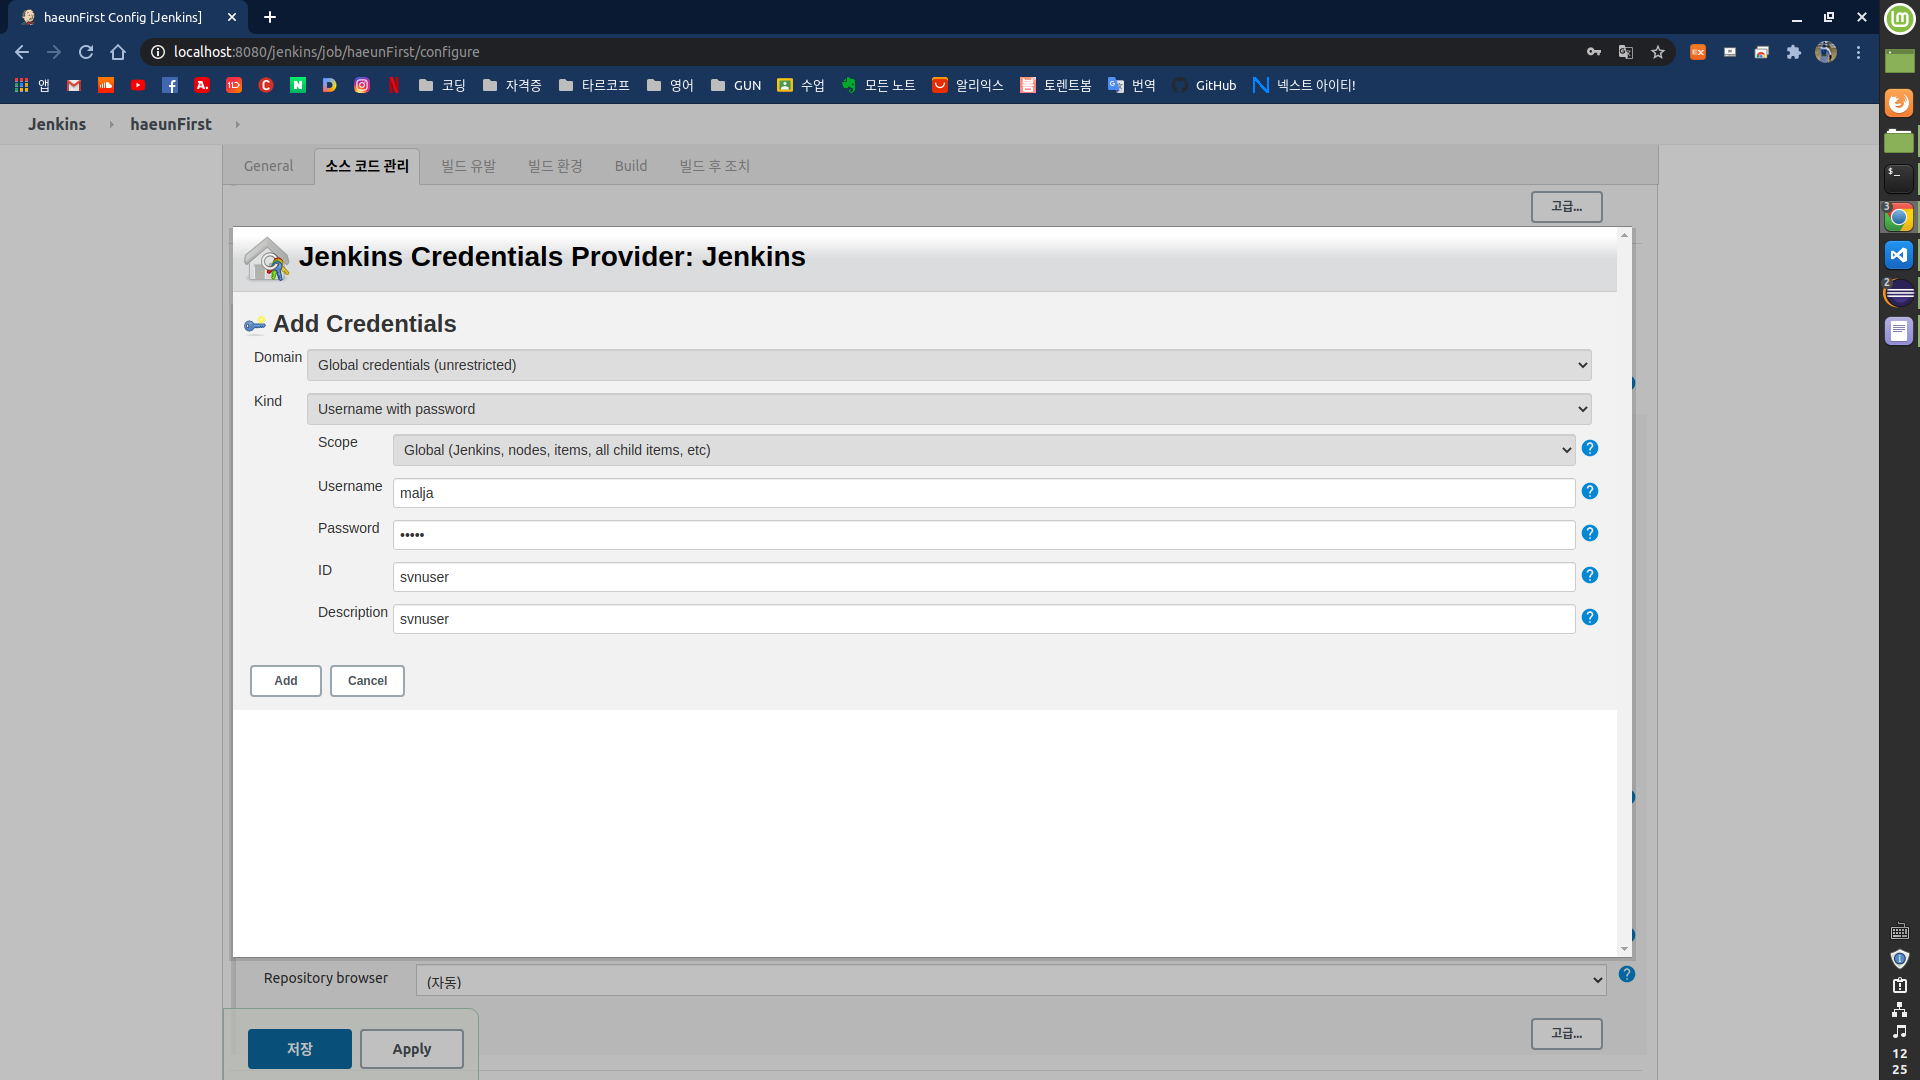 haeunFirst Config [Jenkins]
localhost:8080/jenkins/job/haeunFirst/configure
앱 코딩 자격증 타르코프 영어 GUN 수업 모든 노트 알리익스 토렌트봄 번역 GitHub 넥스트 아이티!
Jenkins haeunFirst
General 소스 코드 관리 빌드 유발 빌드 환경 Build 빌드 후 조치
고급...
Jenkins Credentials Provider: Jenkins
Add Credentials
Domain Global credentials (unrestricted)
Kind Username with password
Scope Global (Jenkins, nodes, items, all child items, etc)
Username malja
Password •••••
ID svnuser
Description svnuser
Add Cancel
Repository browser (자동)
고급...
저장 Apply
3
2
12
25